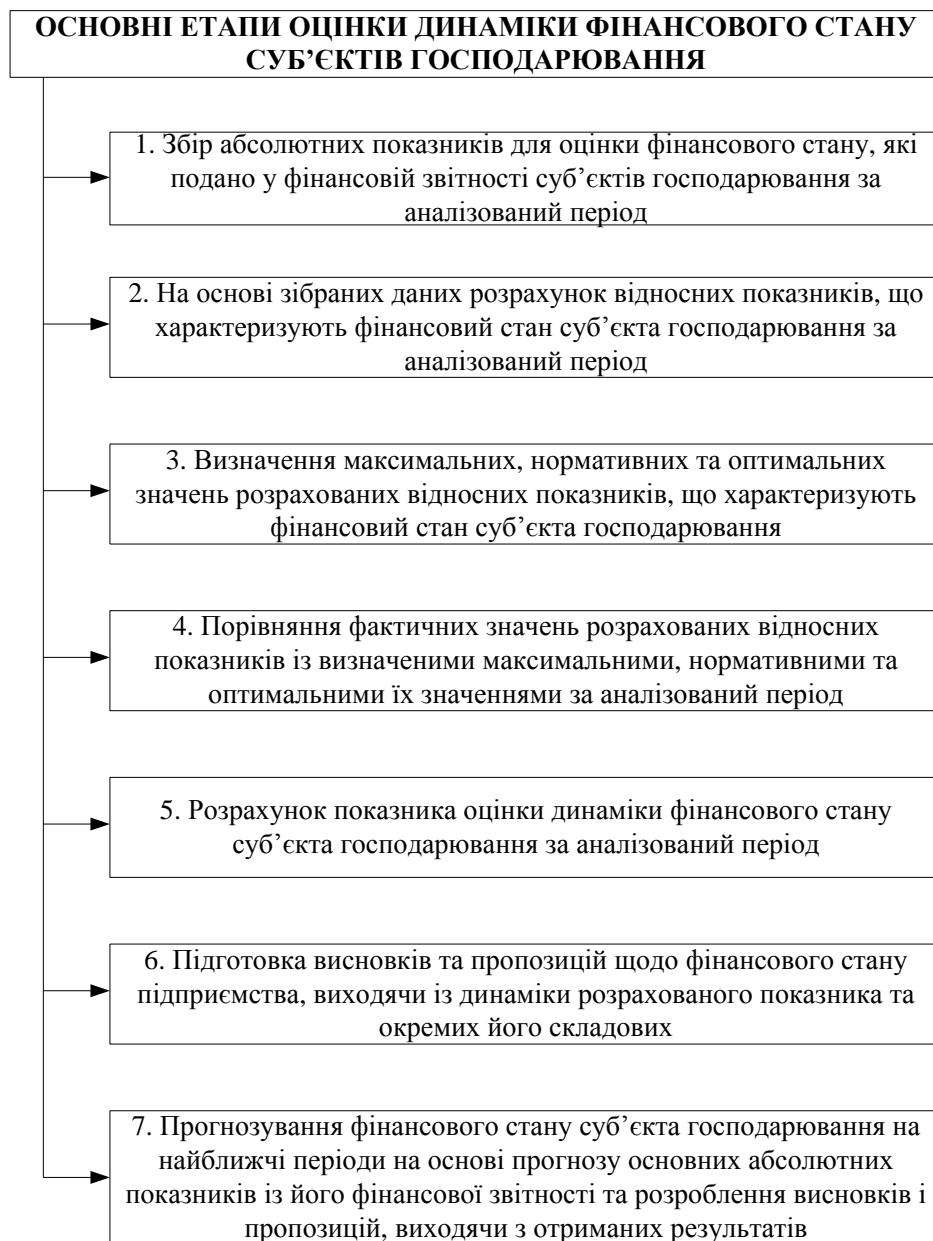 ОСНОВНІ ЕТАПИ ОЦІНКИ ДИНАМІКИ ФІНАНСОВОГО СТАНУ
СУБ’ЄКТІВ ГОСПОДАРЮВАННЯ
1. Збір абсолютних показників для оцінки фінансового стану, які
подано у фінансовій звітності суб’єктів господарювання за
аналізований період
2. На основі зібраних даних розрахунок відносних показників, що
характеризують фінансовий стан суб’єкта господарювання за
аналізований період
3. Визначення максимальних, нормативних та оптимальних
значень розрахованих відносних показників, що характеризують
фінансовий стан суб’єкта господарювання
4. Порівняння фактичних значень розрахованих відносних
показників із визначеними максимальними, нормативними та
оптимальними їх значеннями за аналізований період
5. Розрахунок показника оцінки динаміки фінансового стану
суб’єкта господарювання за аналізований період
6. Підготовка висновків та пропозицій щодо фінансового стану
підприємства, виходячи із динаміки розрахованого показника та
окремих його складових
7. Прогнозування фінансового стану суб’єкта господарювання на
найближчі періоди на основі прогнозу основних абсолютних
показників із його фінансової звітності та розроблення висновків і
пропозицій, виходячи з отриманих результатів